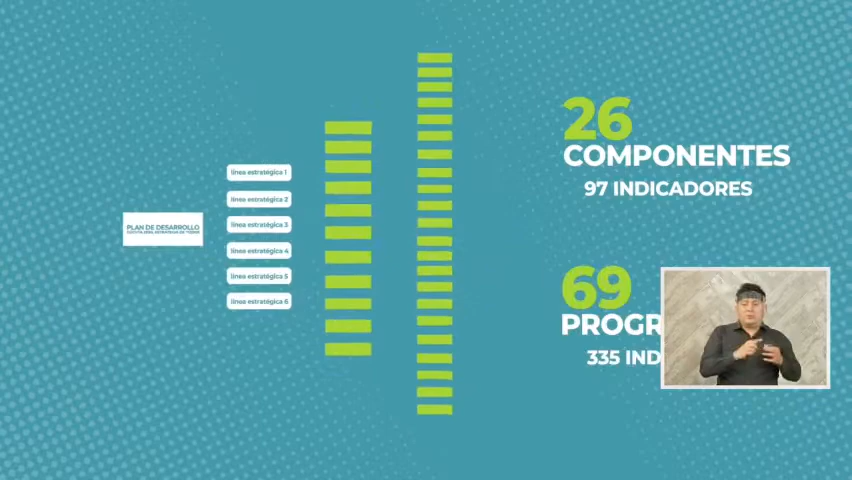 PLAN DE DESARROLLO
línea estratégica 1
línea estratégica 2
línea estratégica 3
línea estratégica 4
línea estratégica 5
línea estratégica 6
26
COMPONENTES
97 INDICADORES
69
PROGR
335 IND